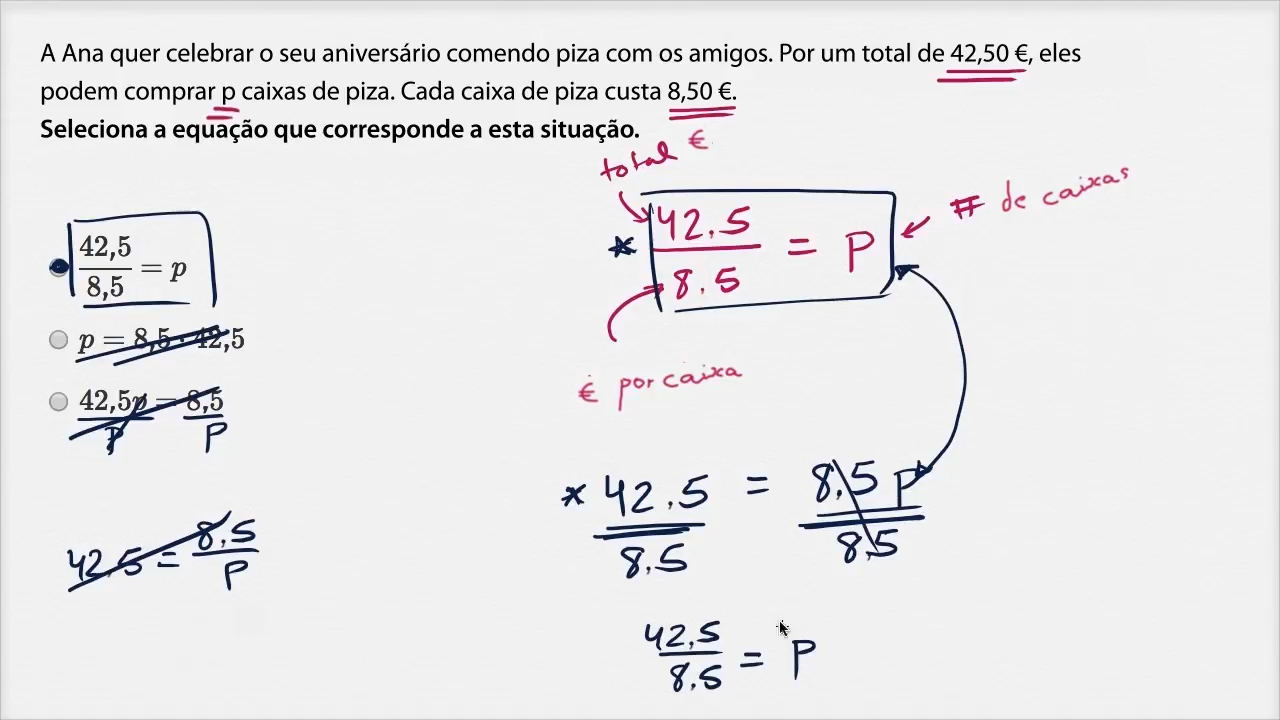 A Ana quer celebrar o seu aniversário comendo piza com os amigos. Por um total de 42,50 €, eles
podem comprar p caixas de piza. Cada caixa de piza custa 8,50 €.
Seleciona a equação que corresponde a esta situação.
total €
42,5 / 8,5 = p
* 42.5 / 8.5 = P
# de caixas
p = 8,5 · 42,5
€ por caixa
42,5p / P = 8,5 / P
* 42.5 / 8.5 = 8.5 P / 8.5
42,5 = 8.5 / P
42,5 / 8.5 = P